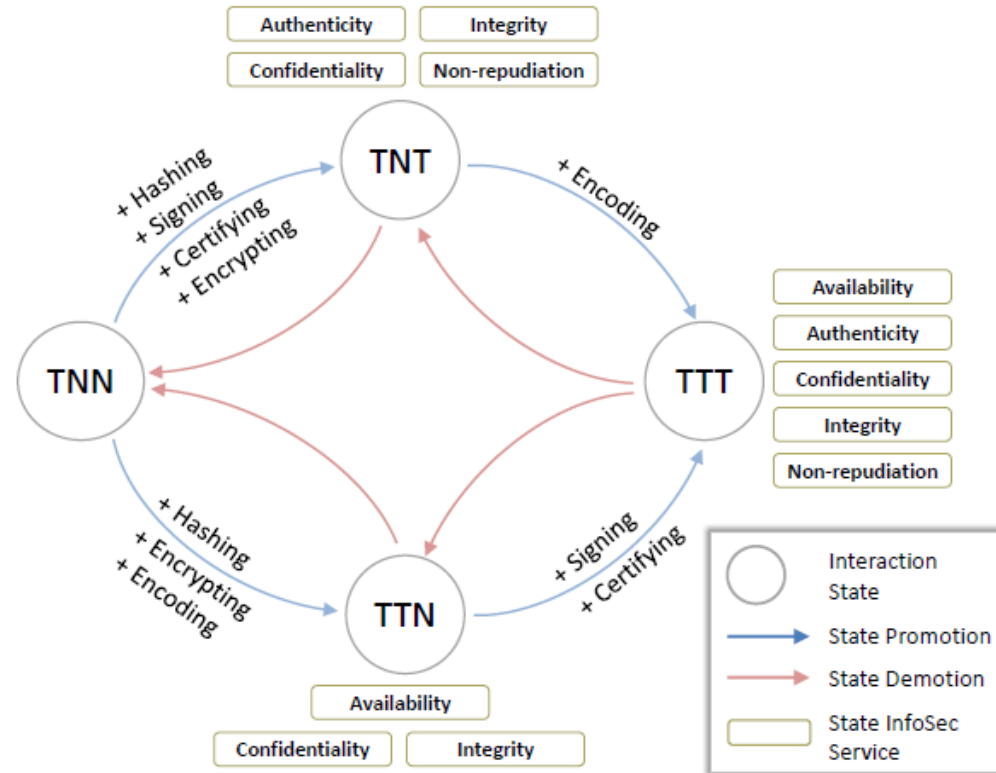 Authenticity
Integrity
Confidentiality
Non-repudiation
TNT
+ Hashing
+ Signing
+ Certifying
+ Encrypting
+ Encoding
TNN
TTT
Availability
Authenticity
Confidentiality
Integrity
Non-repudiation
+ Hashing
+ Encrypting
+ Encoding
TTN
+ Signing
+ Certifying
Availability
Confidentiality
Integrity
Interaction
State
State Promotion
State Demotion
State InfoSec
Service